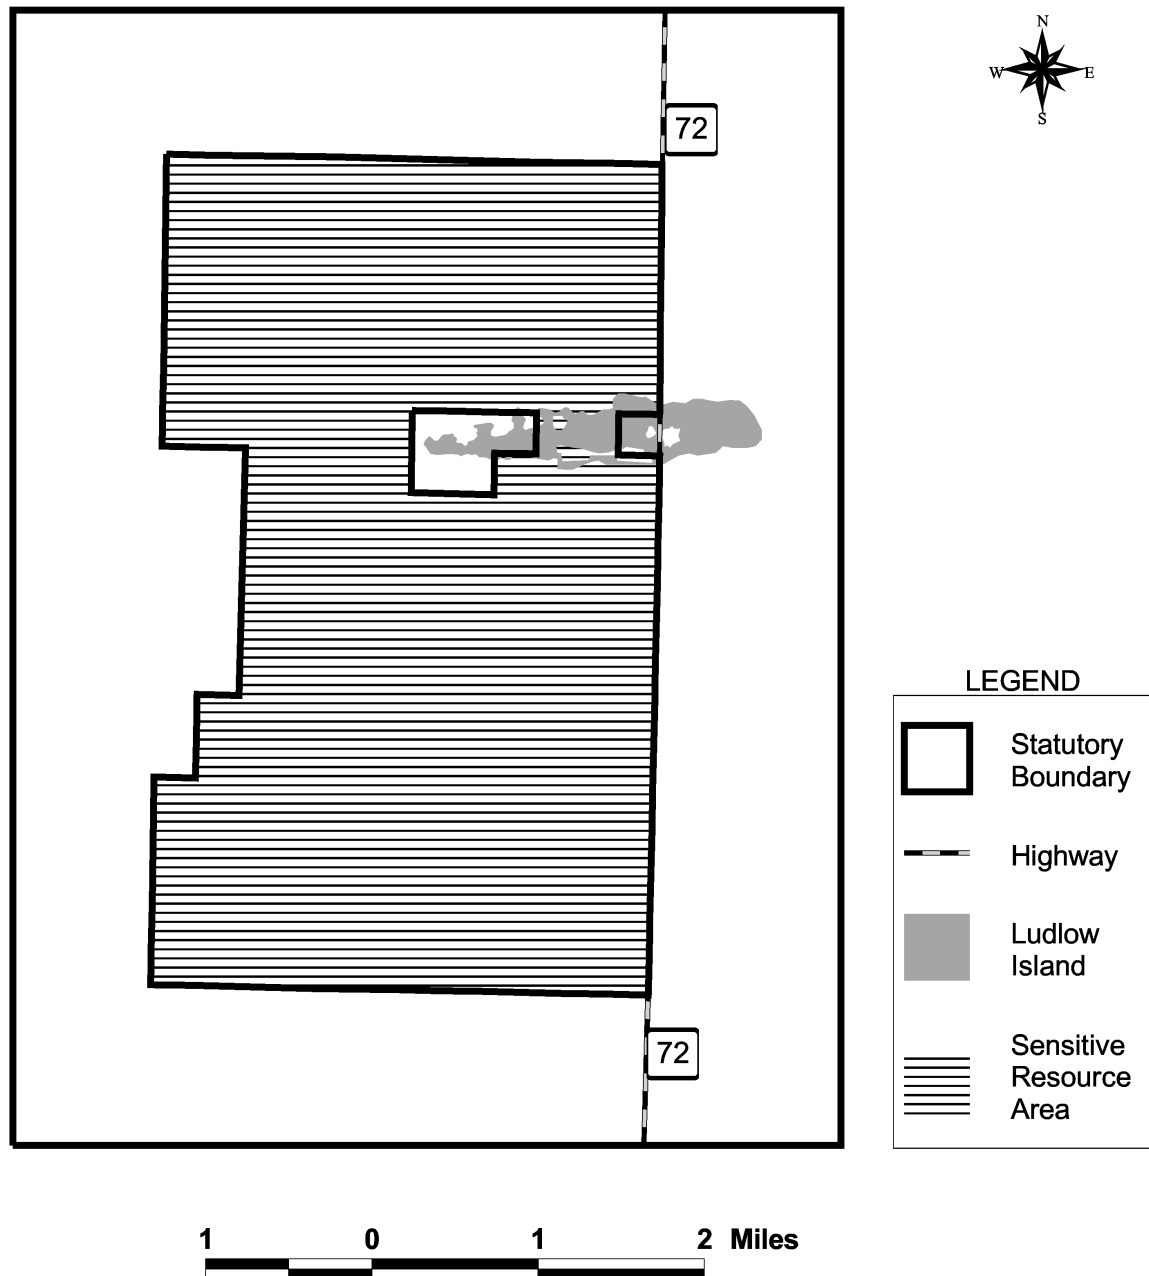 N
W E
S
72
LEGEND
Statutory
Boundary
Highway
Ludlow
Island
Sensitive
Resource
Area
72
1 0 1 2 Miles